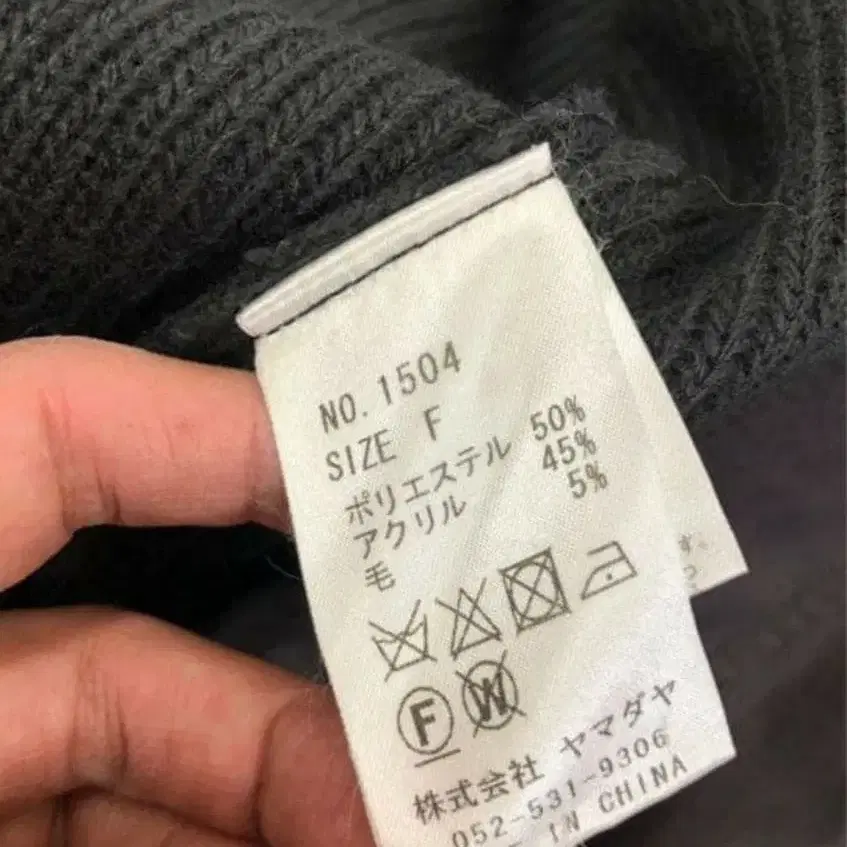 NO. 1504
SIZE F
ポリエステル 50%
アクリル 45%
毛 5%
F W
株式会社 ヤマダヤ
052-531-9306
IN CHINA
す。